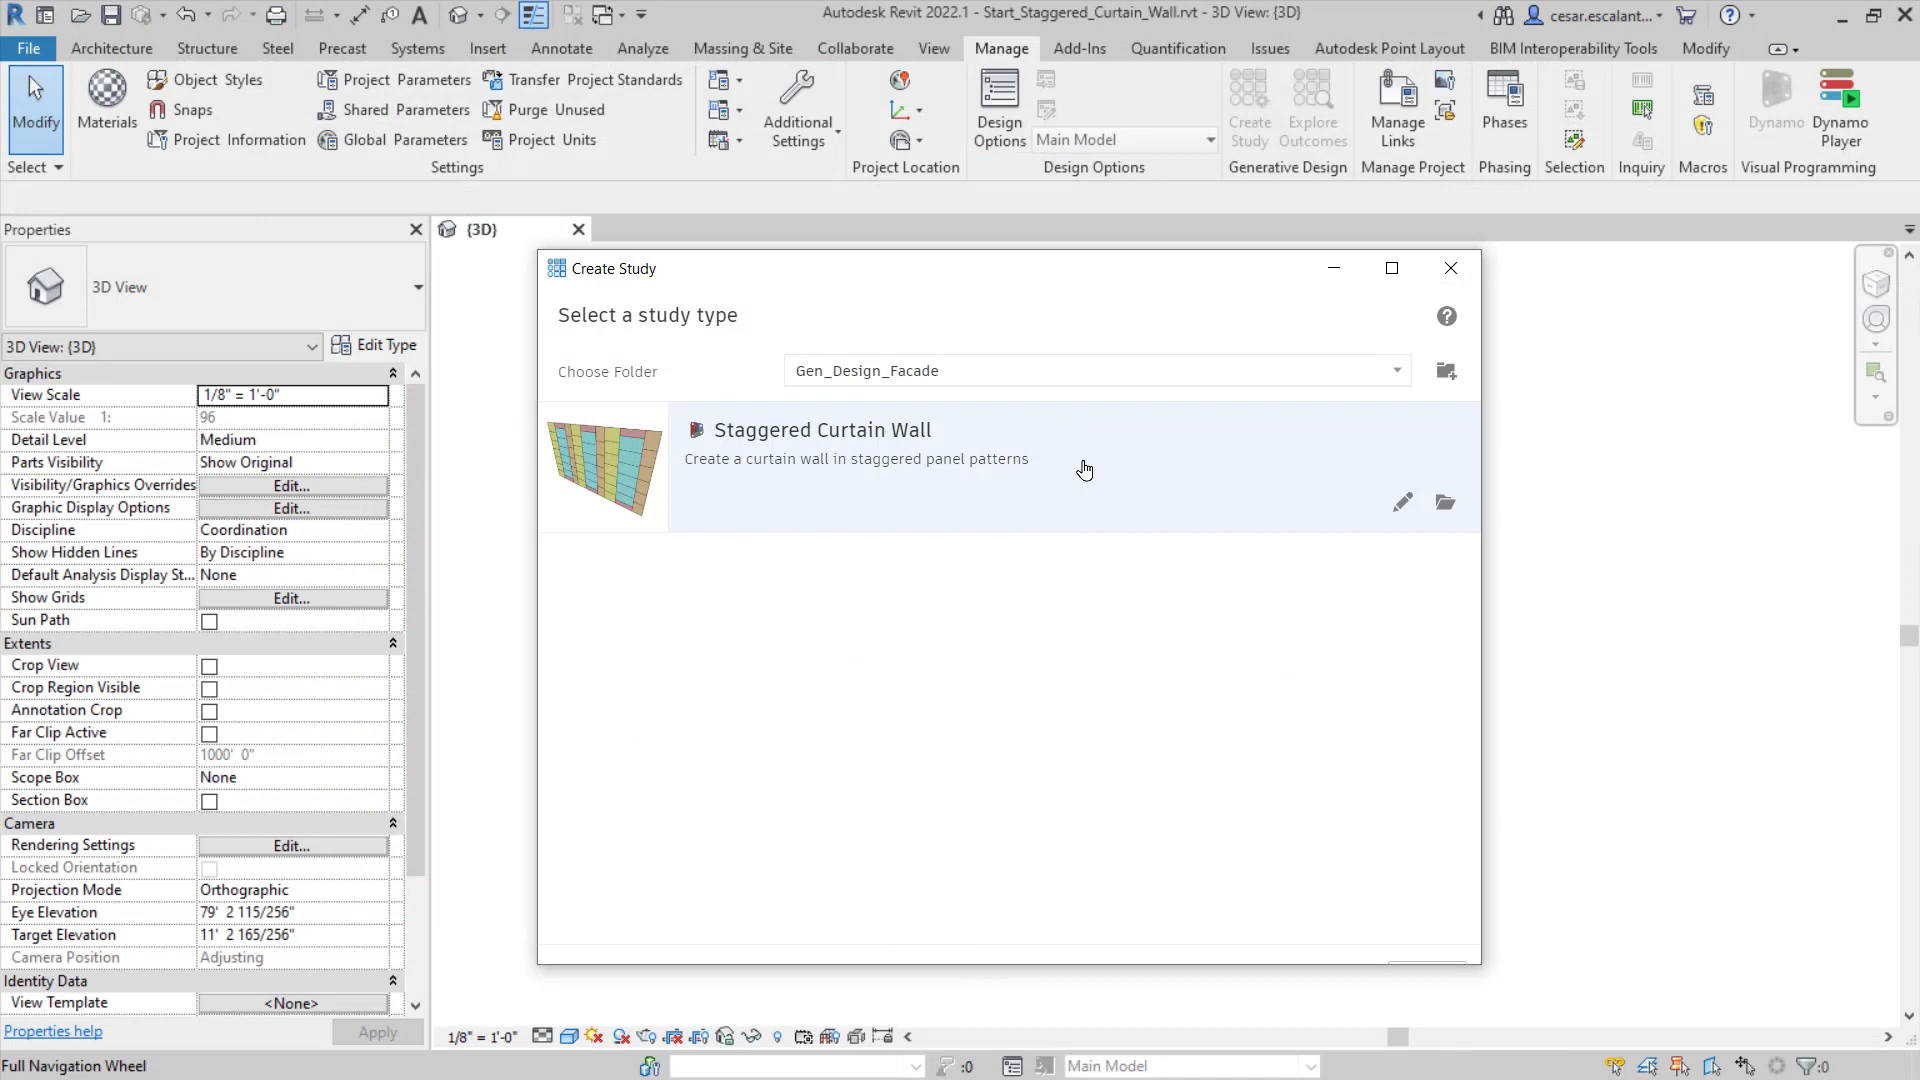 Autodesk Revit 2022.1 - Start_Staggered_Curtain_Wall.rvt - 3D View: {3D}
cesar.escalant...
File Architecture Structure Steel Precast Systems Insert Annotate Analyze Massing & Site Collaborate View Manage Add-Ins Quantification Issues Autodesk Point Layout BIM Interoperability Tools Modify
Modify
Materials
Object Styles
Snaps
Project Information
Project Parameters
Shared Parameters
Global Parameters
Transfer Project Standards
Purge Unused
Project Units
Additional
Settings
Design
Options
Main Model
Create
Study
Explore
Outcomes
Manage
Links
Phases
Dynamo
Dynamo
Player
Select
Settings
Project Location
Design Options
Generative Design
Manage Project
Phasing
Selection
Inquiry
Macros
Visual Programming
Properties
3D View
3D View: {3D}
Edit Type
Graphics
View Scale 1/8" = 1'-0"
Scale Value 1: 96
Detail Level Medium
Parts Visibility Show Original
Visibility/Graphics Overrides Edit...
Graphic Display Options Edit...
Discipline Coordination
Show Hidden Lines By Discipline
Default Analysis Display St... None
Show Grids Edit...
Sun Path
Extents
Crop View
Crop Region Visible
Annotation Crop
Far Clip Active
Far Clip Offset 1000' 0"
Scope Box None
Section Box
Camera
Rendering Settings Edit...
Locked Orientation
Projection Mode Orthographic
Eye Elevation 79' 2 115/256"
Target Elevation 11' 2 165/256"
Camera Position Adjusting
Identity Data
View Template <None>
Properties help
Apply
{3D}
Create Study
Select a study type
Choose Folder Gen_Design_Facade
Staggered Curtain Wall
Create a curtain wall in staggered panel patterns
1/8" = 1'-0"
Full Navigation Wheel
:0
Main Model
:0